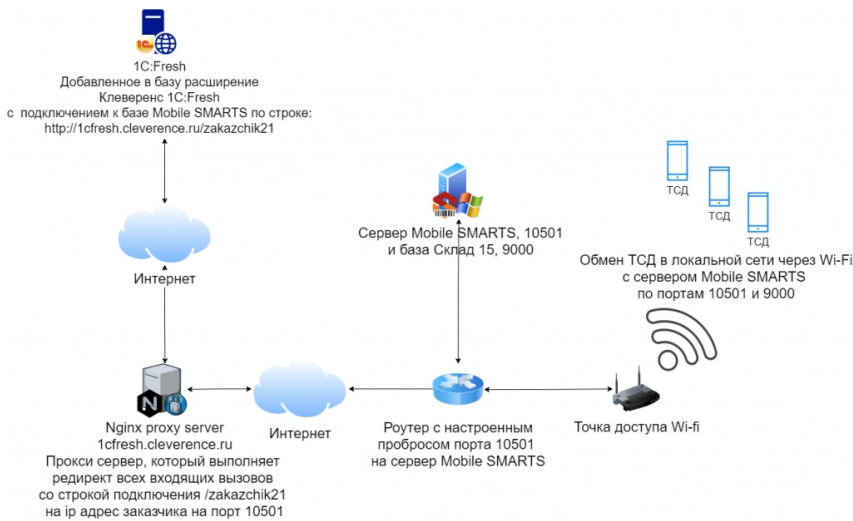 1C:Fresh
Добавленное в базу расширение
Клеверенс 1C:Fresh
с подключением к базе Mobile SMARTS по строке:
http://1cfresh.cleverence.ru/zakazchik21
Интернет
Сервер Mobile SMARTS, 10501
и база Склад 15, 9000
ТСД
ТСД
ТСД
Обмен ТСД в локальной сети через Wi-Fi
с сервером Mobile SMARTS
по портам 10501 и 9000
Nginx proxy server
1cfresh.cleverence.ru
Прокси сервер, который выполняет
редирект всех входящих вызовов
со строкой подключения /zakazchik21
на ip адрес заказчика на порт 10501
Интернет
Роутер с настроенным
пробросом порта 10501
на сервер Mobile SMARTS
Точка доступа Wi-fi